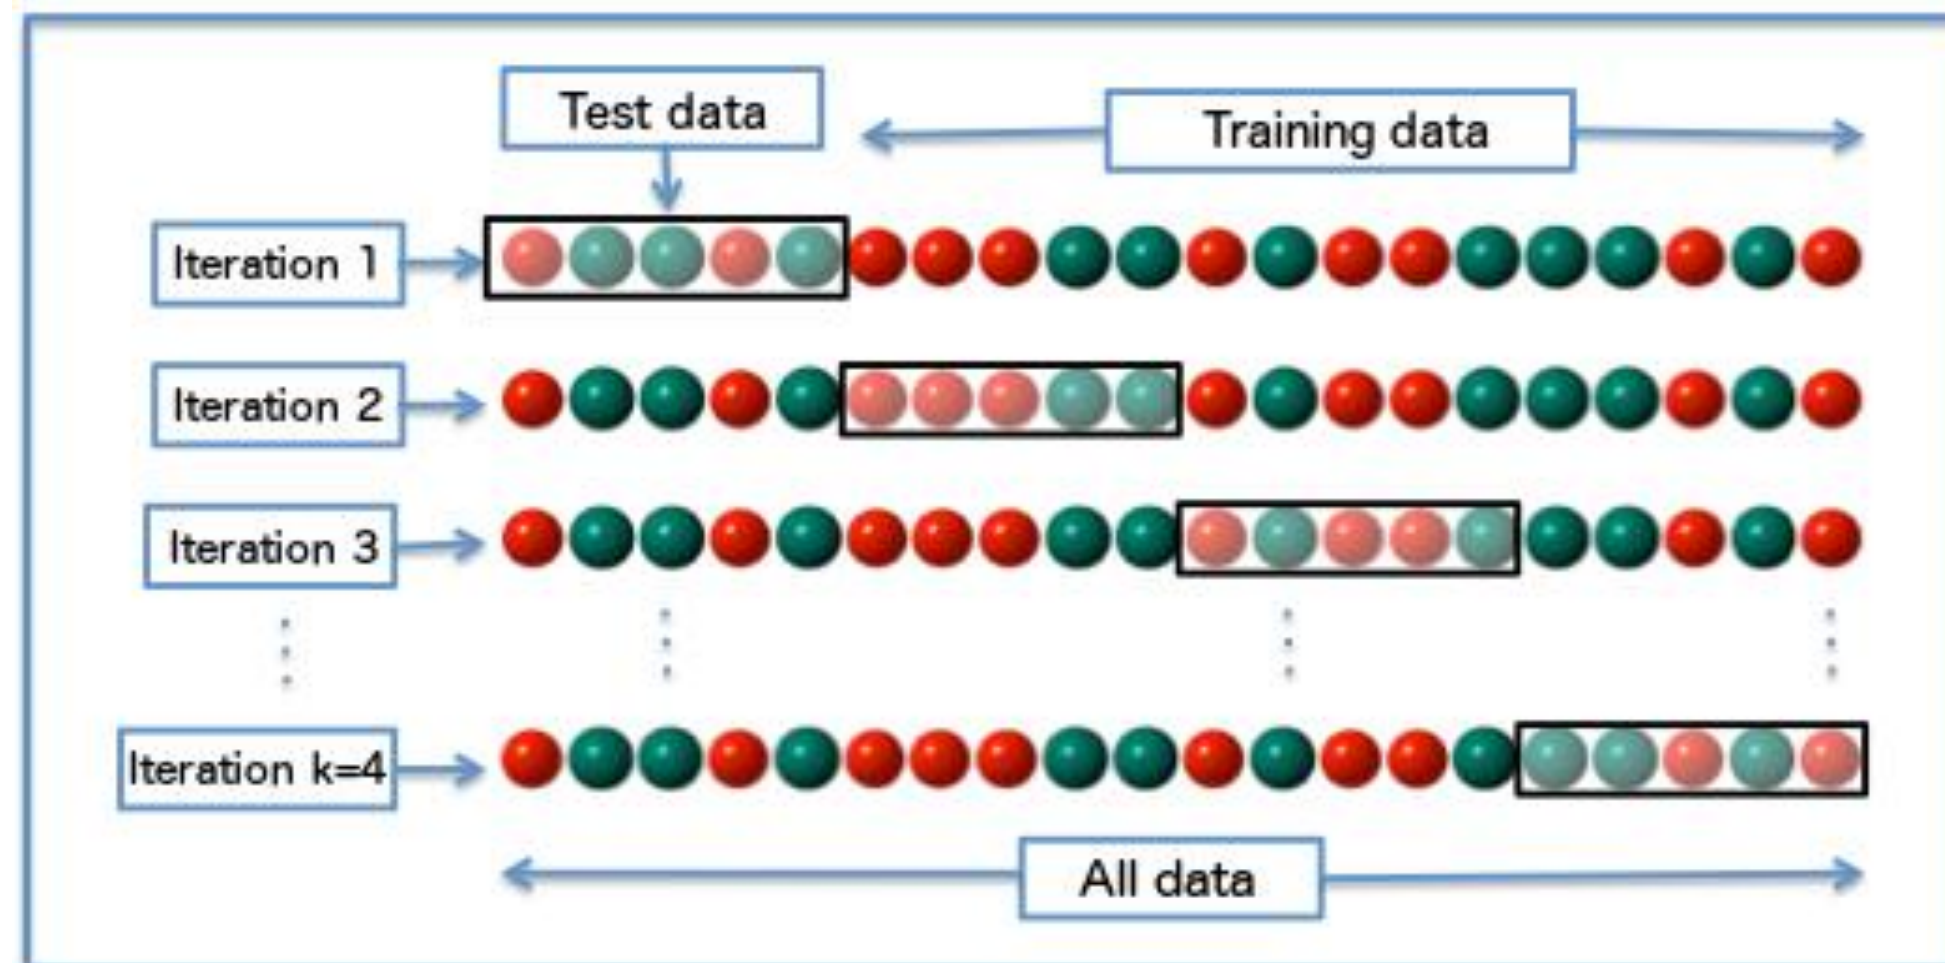 Test data
Training data
Iteration 1
Iteration 2
Iteration 3
Iteration k=4
All data